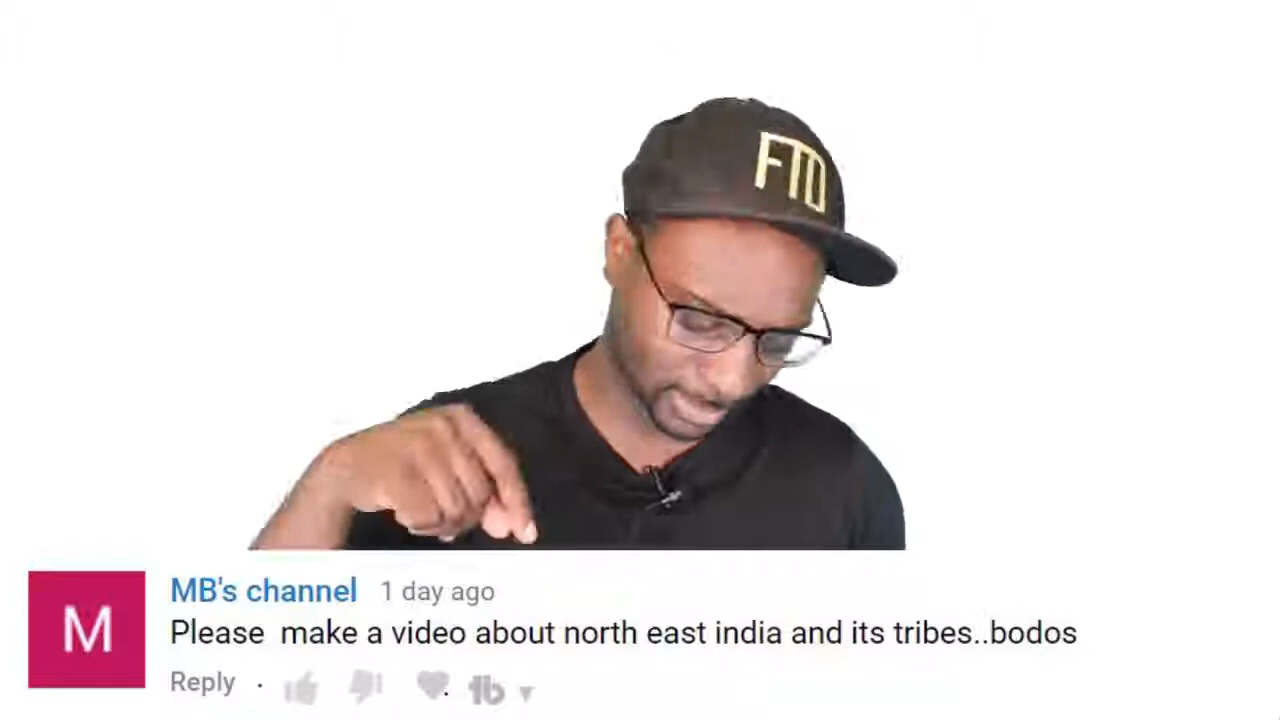 FTD
M
MB's channel 1 day ago
Please make a video about north east india and its tribes..bodos
Reply